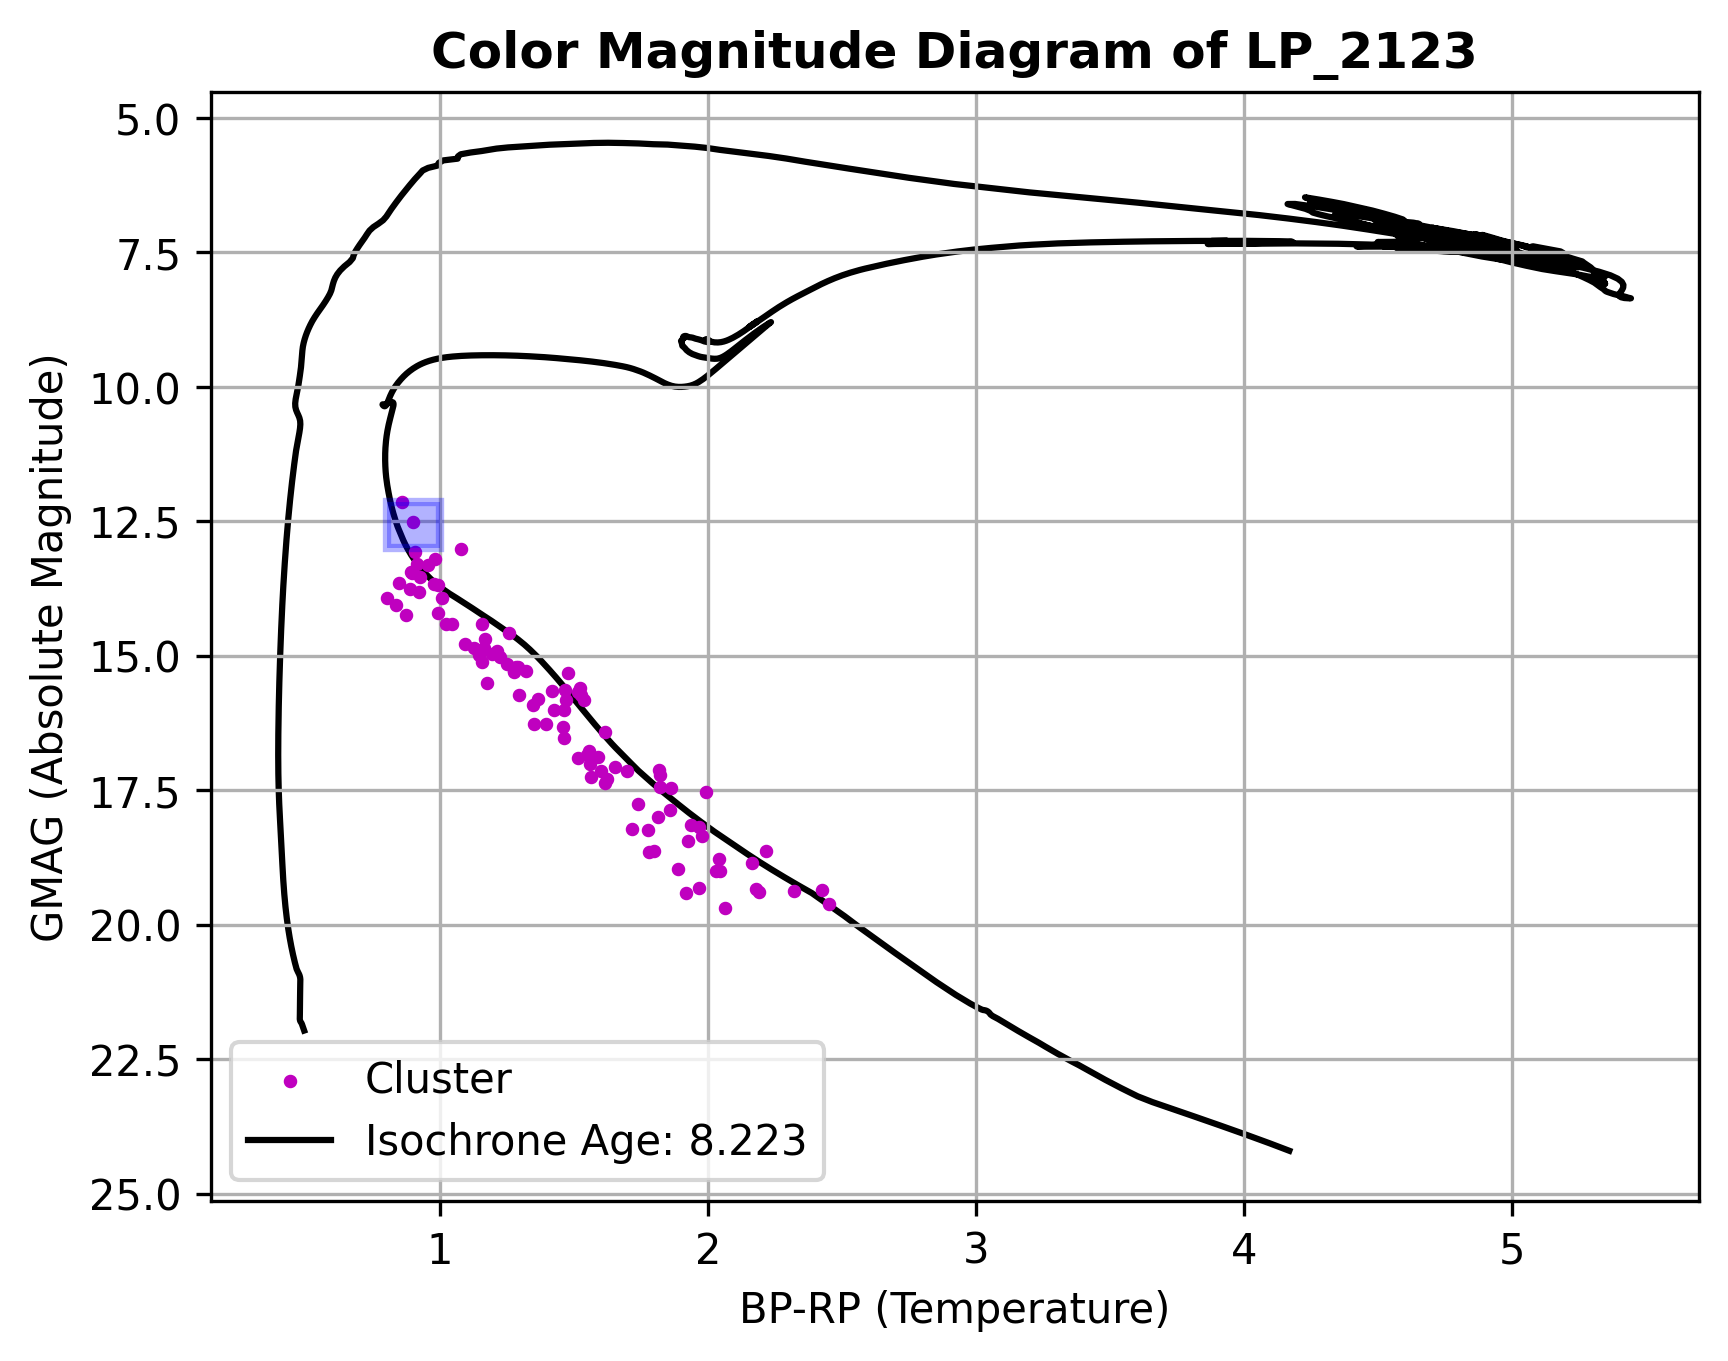 Color Magnitude Diagram of LP_2123
GMAG (Absolute Magnitude)
5.0
7.5
10.0
12.5
15.0
17.5
20.0
22.5
25.0
Cluster
Isochrone Age: 8.223
1 2 3 4 5
BP-RP (Temperature)